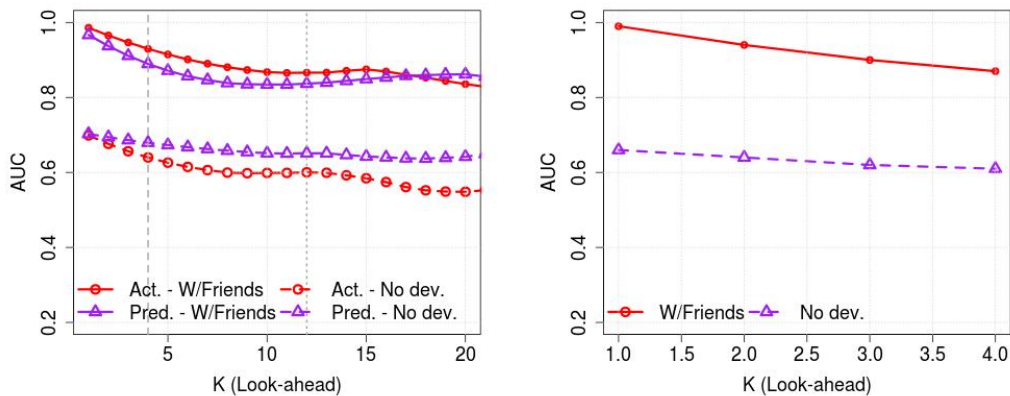 1.0
0.8
0.6
0.4
0.2
AUC
Act. - W/Friends Act. - No dev.
Pred. - W/Friends Pred. - No dev.
5 10 15 20
K (Look-ahead)
1.0
0.8
0.6
0.4
0.2
AUC
W/Friends No dev.
1.0 1.5 2.0 2.5 3.0 3.5 4.0
K (Look-ahead)